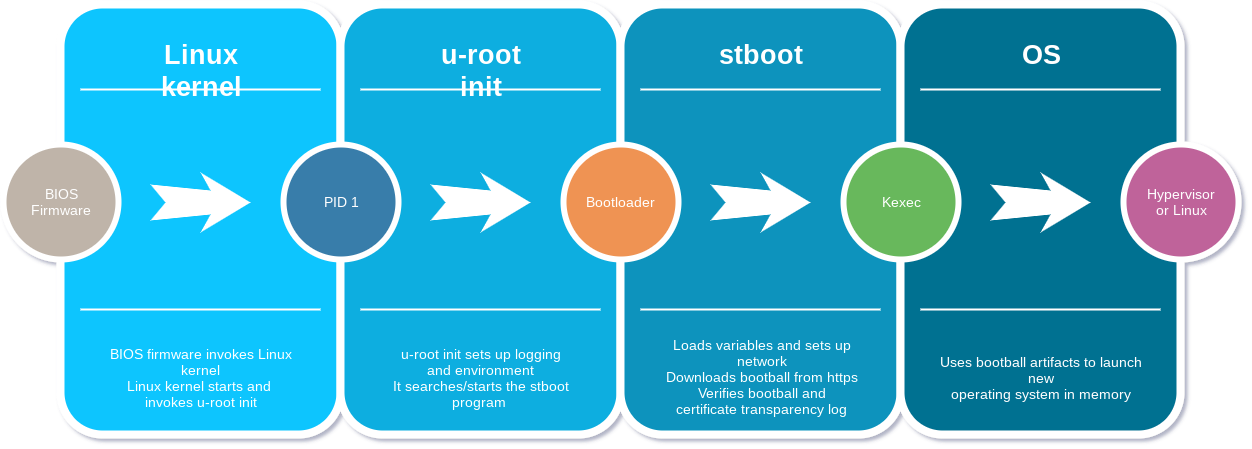 Linux
kernel
u-root
init
stboot
OS
BIOS
Firmware
PID 1
Bootloader
Kexec
Hypervisor
or Linux
BIOS firmware invokes Linux
kernel
Linux kernel starts and
invokes u-root init
u-root init sets up logging
and environment
It searches/starts the stboot
program
Loads variables and sets up
network
Downloads bootball from https
Verifies bootball and
certificate transparency log
Uses bootball artifacts to launch
new
operating system in memory